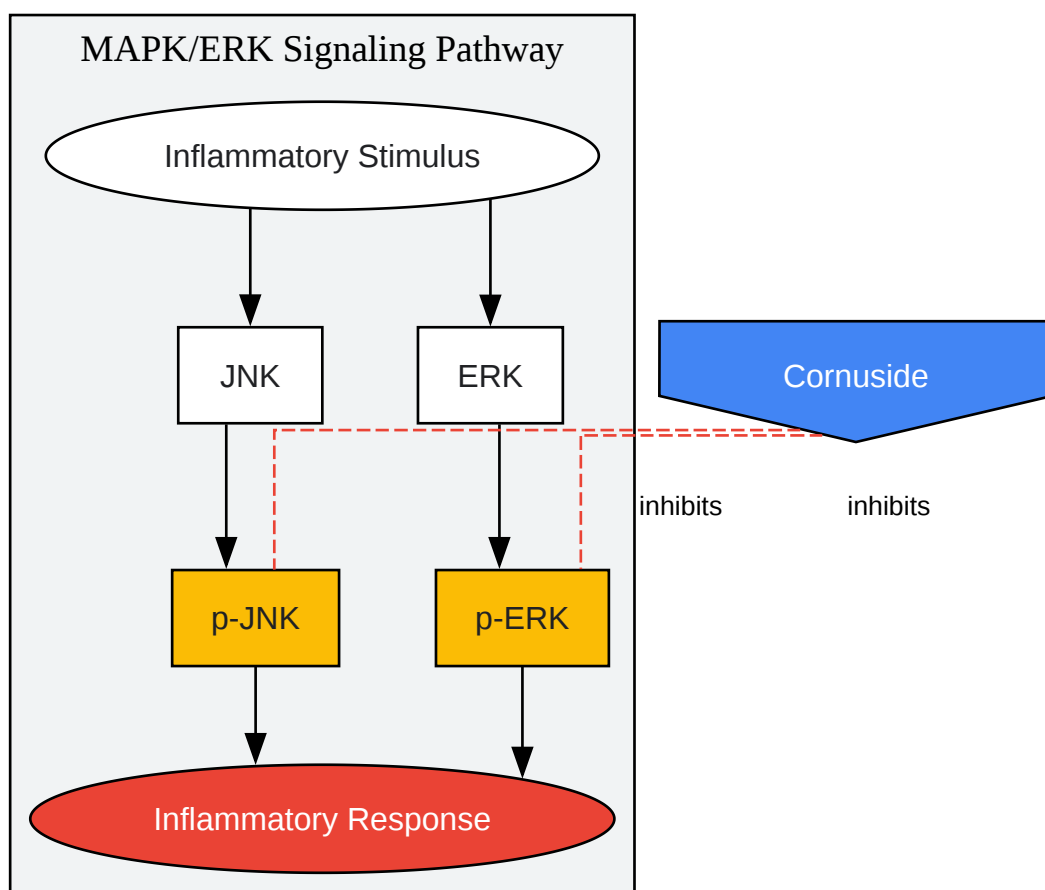 MAPK/ERK Signaling Pathway
Inflammatory Stimulus
JNK
ERK
Cornuside
inhibits
inhibits
p-JNK
p-ERK
Inflammatory Response